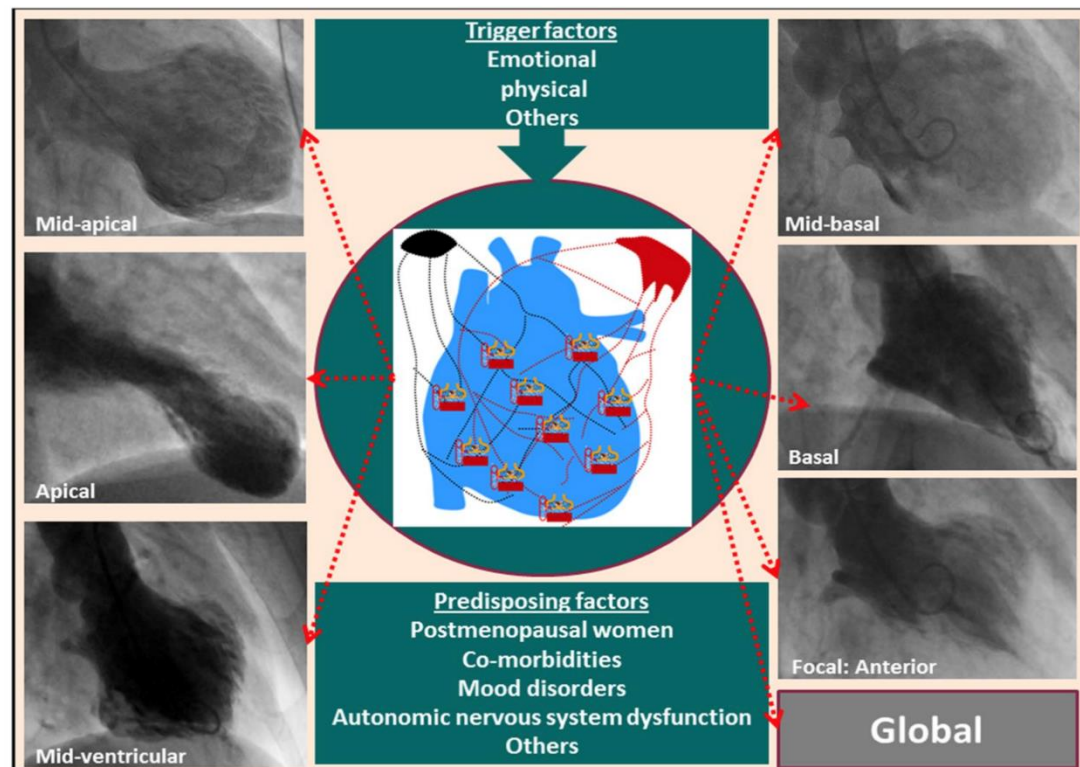 Trigger factors
Emotional
physical
Others
Mid-apical
Mid-basal
Apical
Basal
Mid-ventricular
Predisposing factors
Postmenopausal women
Co-morbidities
Mood disorders
Autonomic nervous system dysfunction
Others
Focal: Anterior
Global